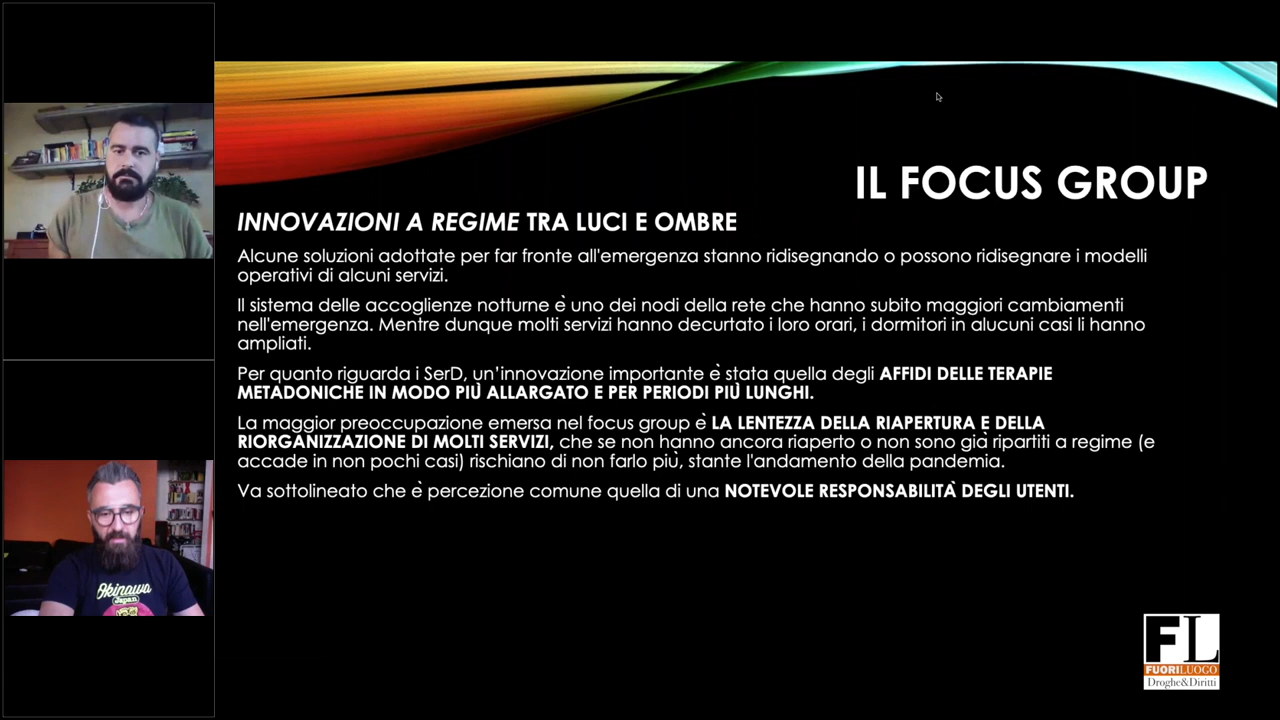 IL FOCUS GROUP
INNOVAZIONI A REGIME TRA LUCI E OMBRE
Alcune soluzioni adottate per far fronte all'emergenza stanno ridisegnando o possono ridisegnare i modelli
operativi di alcuni servizi.
Il sistema delle accoglienze notturne è uno dei nodi della rete che hanno subito maggiori cambiamenti
nell'emergenza. Mentre dunque molti servizi hanno decurtato i loro orari, i dormitori in alucuni casi li hanno
ampliati.
Per quanto riguarda i SerD, un'innovazione importante è stata quella degli AFFIDI DELLE TERAPIE
METADONICHE IN MODO PIÙ ALLARGATO E PER PERIODI PIÙ LUNGHI.
La maggior preoccupazione emersa nel focus group è LA LENTEZZA DELLA RIAPERTURA E DELLA
RIORGANIZZAZIONE DI MOLTI SERVIZI, che se non hanno ancora riaperto o non sono già ripartiti a regime (e
accade in non pochi casi) rischiano di non farlo più, stante l'andamento della pandemia.
Va sottolineato che è percezione comune quella di una NOTEVOLE RESPONSABILITÀ DEGLI UTENTI.
Okinawa
Japan
FL
FUORILUOGO
Droghe&Diritti